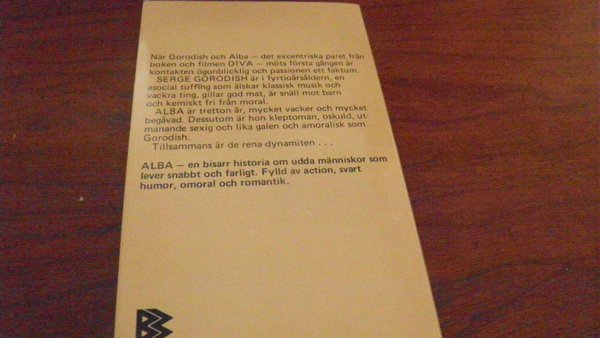 När Gorodish och Alba – det excentriska paret från
boken och filmen DIVA – möts första gången är
kontakten ögonblicklig och passionen ett faktum.
SERGE GORODISH är i fyrtioårsåldern, en
asocial tuffing som älskar klassisk musik och
vackra ting, gillar god mat, är snäll mot barn
och kemiskt fri från moral.
ALBA är tretton år, mycket vacker och mycket
begåvad. Dessutom är hon kleptoman, oskuld, ut-
manande sexig och lika galen och amoralisk som
Gorodish.
Tillsammans är de rena dynamiten . . .
ALBA – en bisarr historia om udda människor som
lever snabbt och farligt. Fylld av action, svart
humor, omoral och romantik.